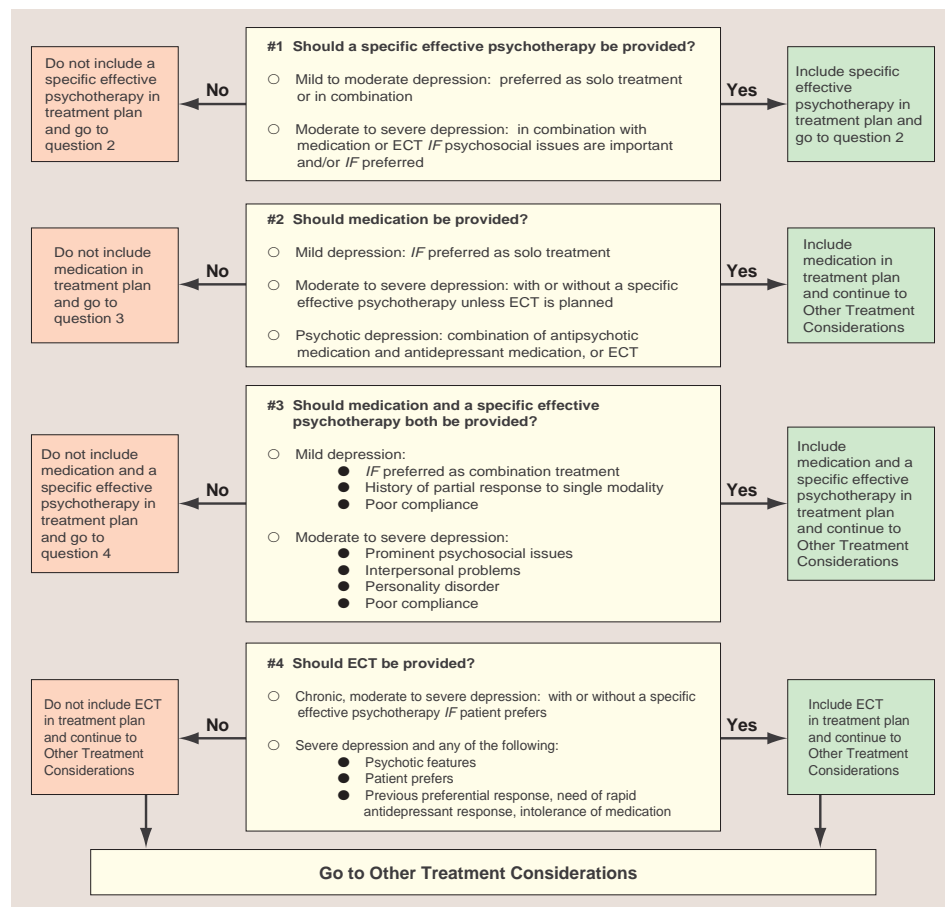 #1 Should a specific effective psychotherapy be provided?
○ Mild to moderate depression: preferred as solo treatment
or in combination
○ Moderate to severe depression: in combination with
medication or ECT IF psychosocial issues are important
and/or IF preferred
No
Do not include a
specific effective
psychotherapy in
treatment plan
and go to
question 2
Yes
Include specific
effective
psychotherapy in
treatment plan and
go to question 2
#2 Should medication be provided?
○ Mild depression: IF preferred as solo treatment
○ Moderate to severe depression: with or without a specific
effective psychotherapy unless ECT is planned
○ Psychotic depression: combination of antipsychotic
medication and antidepressant medication, or ECT
No
Do not include
medication in
treatment plan
and go to
question 3
Yes
Include
medication in
treatment plan
and continue to
Other Treatment
Considerations
#3 Should medication and a specific effective
psychotherapy both be provided?
○ Mild depression:
● IF preferred as combination treatment
● History of partial response to single modality
● Poor compliance
○ Moderate to severe depression:
● Prominent psychosocial issues
● Interpersonal problems
● Personality disorder
● Poor compliance
No
Do not include
medication and a
specific effective
psychotherapy in
treatment plan
and go to
question 4
Yes
Include
medication and a
specific effective
psychotherapy in
treatment plan
and continue to
Other Treatment
Considerations
#4 Should ECT be provided?
○ Chronic, moderate to severe depression: with or without a specific
effective psychotherapy IF patient prefers
○ Severe depression and any of the following:
● Psychotic features
● Patient prefers
● Previous preferential response, need of rapid
antidepressant response, intolerance of medication
No
Do not include ECT
in treatment plan
and continue to
Other Treatment
Considerations
Yes
Include ECT
in treatment plan
and continue to
Other Treatment
Considerations
Go to Other Treatment Considerations